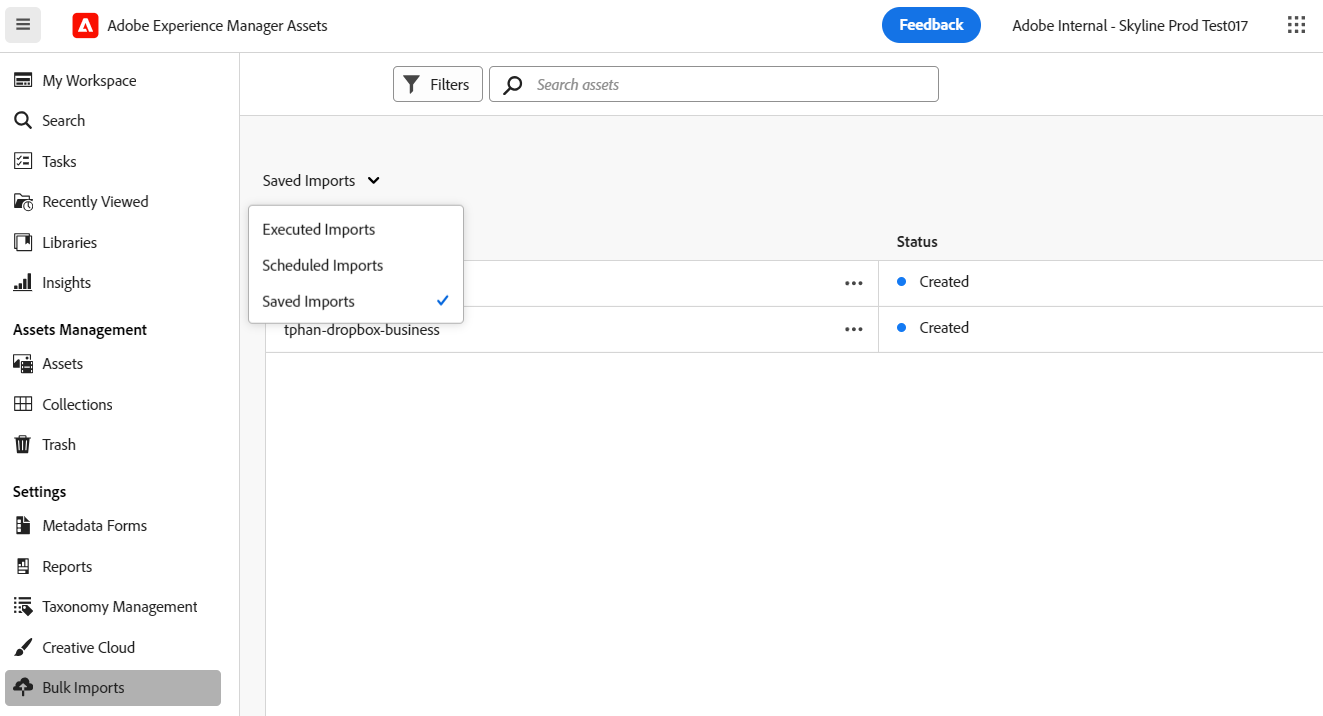 Adobe Experience Manager Assets
Feedback
Adobe Internal - Skyline Prod Test017
My Workspace
Search
Tasks
Recently Viewed
Libraries
Insights
Assets Management
Assets
Collections
Trash
Settings
Metadata Forms
Reports
Taxonomy Management
Creative Cloud
Bulk Imports
Filters
Search assets
Saved Imports
Executed Imports
Scheduled Imports
Saved Imports
Status
Created
tphan-dropbox-business
Created